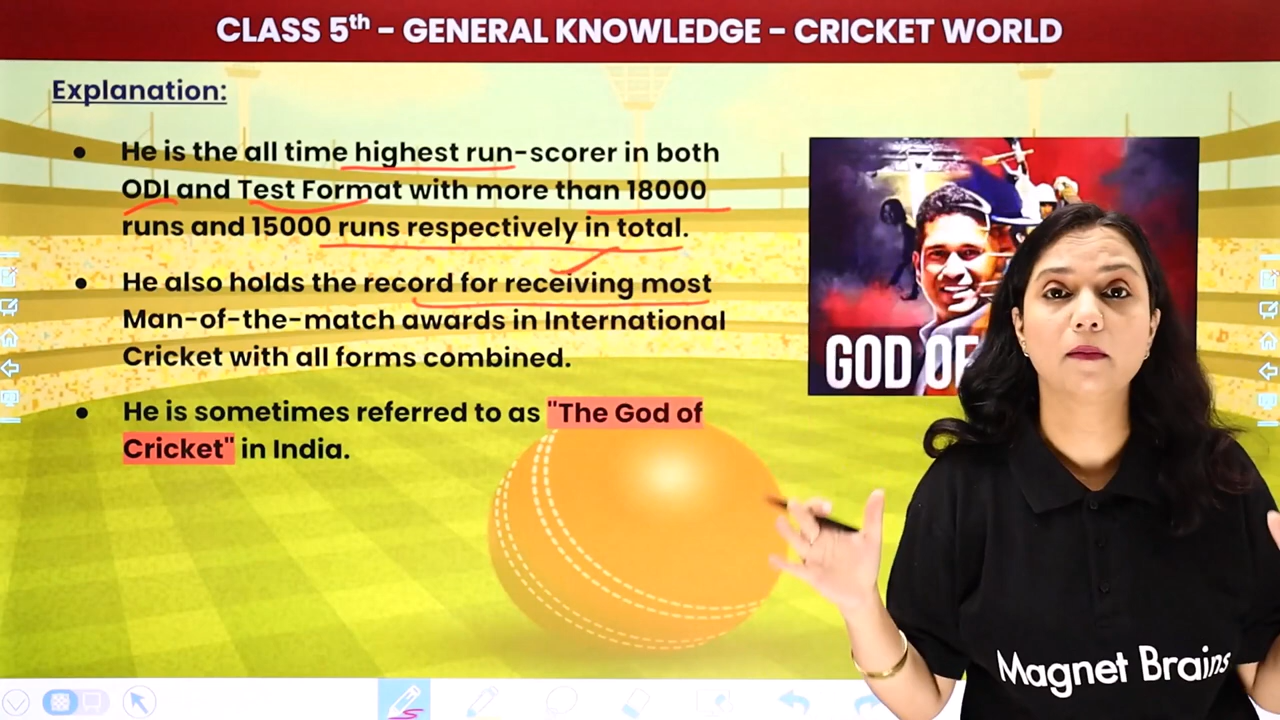 CLASS 5th – GENERAL KNOWLEDGE – CRICKET WORLD
Explanation:
• He is the all time highest run-scorer in both
ODI and Test Format with more than 18000
runs and 15000 runs respectively in total.
• He also holds the record for receiving most
Man-of-the-match awards in International
Cricket with all forms combined.
• He is sometimes referred to as "The God of
Cricket" in India.
GOD OF
Magnet Brains